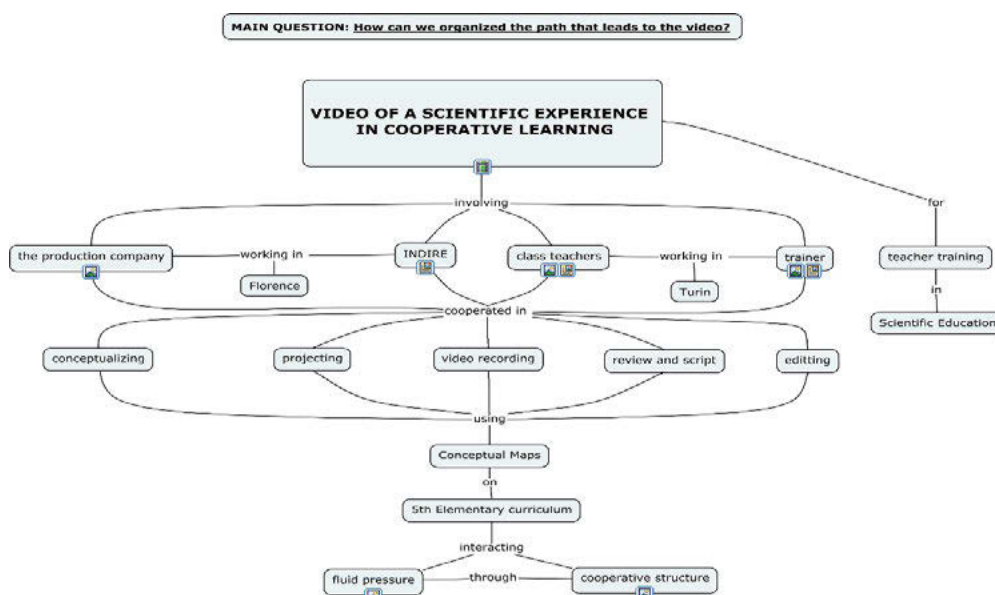 MAIN QUESTION: How can we organized the path that leads to the video?
VIDEO OF A SCIENTIFIC EXPERIENCE
IN COOPERATIVE LEARNING
involving
for
the production company
working in
INDIRE
class teachers
working in
trainer
teacher training
Florence
Turin
in
cooperated in
Scientific Education
conceptualizing
projecting
video recording
review and script
editting
using
Conceptual Maps
on
5th Elementary curriculum
interacting
fluid pressure
through
cooperative structure